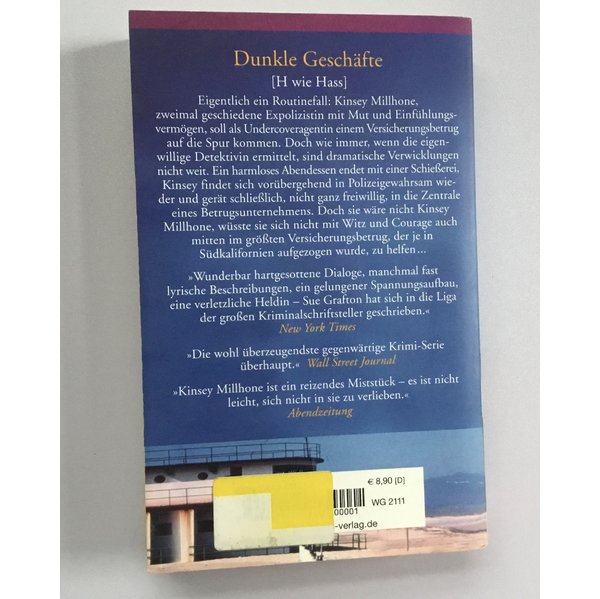 Dunkle Geschäfte
[H wie Hass]
Eigentlich ein Routinefall: Kinsey Millhone,
zweimal geschiedene Expolizistin mit Mut und Einfühlungs-
vermögen, soll als Undercoveragentin einem Versicherungsbetrug
auf die Spur kommen. Doch wie immer, wenn die eigen-
willige Detektivin ermittelt, sind dramatische Verwicklungen
nicht weit. Ein harmloses Abendessen endet mit einer Schießerei,
Kinsey findet sich vorübergehend in Polizeigewahrsam wie-
der und gerät schließlich, nicht ganz freiwillig, in die Zentrale
eines Betrugsunternehmens. Doch sie wäre nicht Kinsey
Millhone, wüsste sie sich nicht mit Witz und Courage auch
mitten im größten Versicherungsbetrug, der je in
Südkalifornien aufgezogen wurde, zu helfen ...
»Wunderbar hartgesottene Dialoge, manchmal fast
lyrische Beschreibungen, ein gelungener Spannungsaufbau,
eine verletzliche Heldin – Sue Grafton hat sich in die Liga
der großen Kriminalschriftsteller geschrieben.«
New York Times
»Die wohl überzeugendste gegenwärtige Krimi-Serie
überhaupt.« Wall Street Journal
»Kinsey Millhone ist ein reizendes Miststück – es ist nicht
leicht, sich nicht in sie zu verlieben.«
Abendzeitung
€ 8,90 [D]
WG 2111
00001
-verlag.de